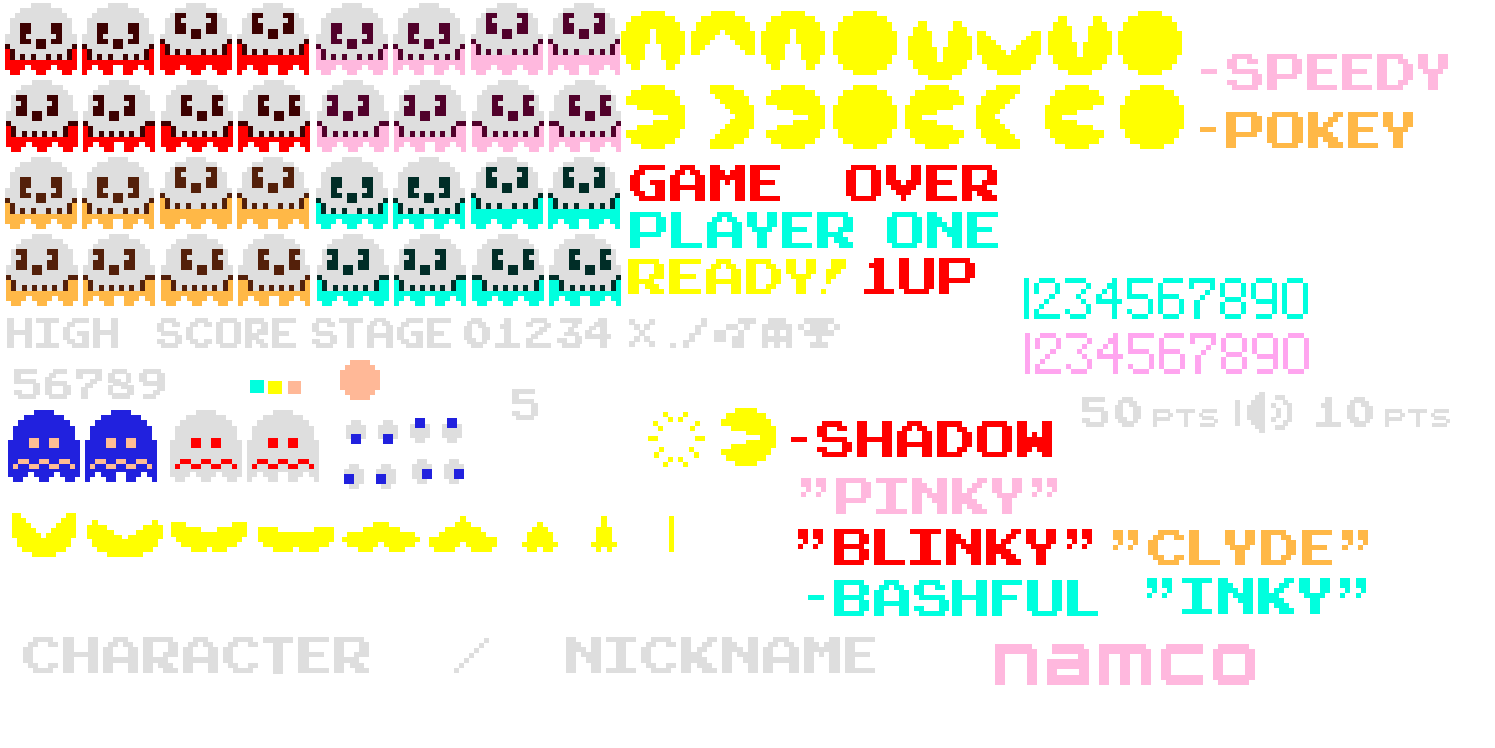 -SPEEDY
-POKEY
GAME OVER
PLAYER ONE
READY! 1UP
1234567890
HIGH SCORE STAGE 01234 X ./
1234567890
56789
5
50 PTS 10 PTS
-SHADOW
"PINKY"
"BLINKY" "CLYDE"
-BASHFUL "INKY"
CHARACTER / NICKNAME
namco